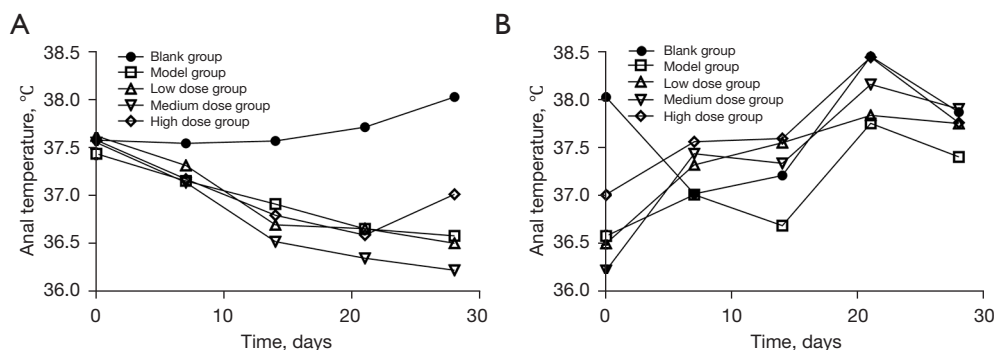 A
38.5
38.0
37.5
37.0
36.5
36.0
Anal temperature, °C
Blank group
Model group
Low dose group
Medium dose group
High dose group
0
10
20
30
Time, days
B
38.5
38.0
37.5
37.0
36.5
36.0
Anal temperature, °C
Blank group
Model group
Low dose group
Medium dose group
High dose group
0
10
20
30
Time, days